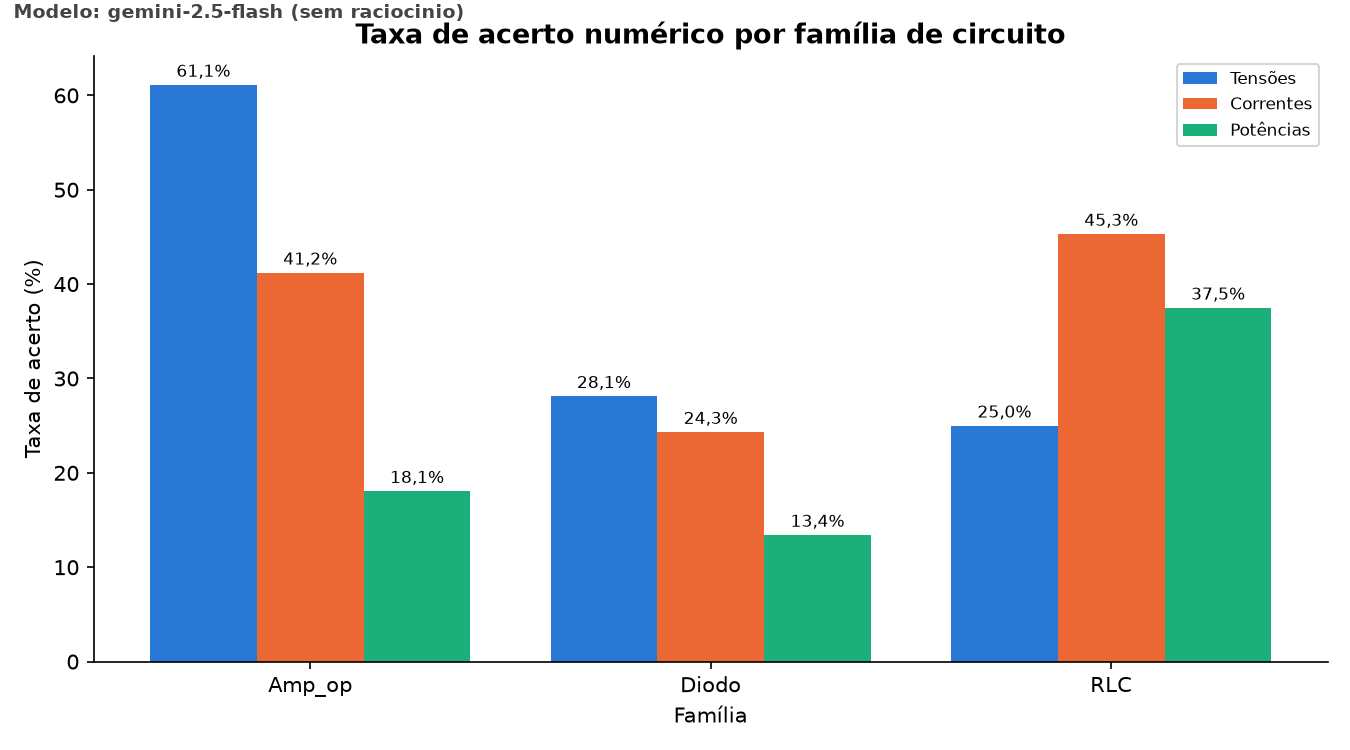 Modelo: gemini-2.5-flash (sem raciocinio)
Taxa de acerto numérico por família de circuito
Tensões
Correntes
Potências
Taxa de acerto (%)
60
50
40
30
20
10
0
61,1%
41,2%
18,1%
28,1%
24,3%
13,4%
25,0%
45,3%
37,5%
Amp_op
Diodo
RLC
Família